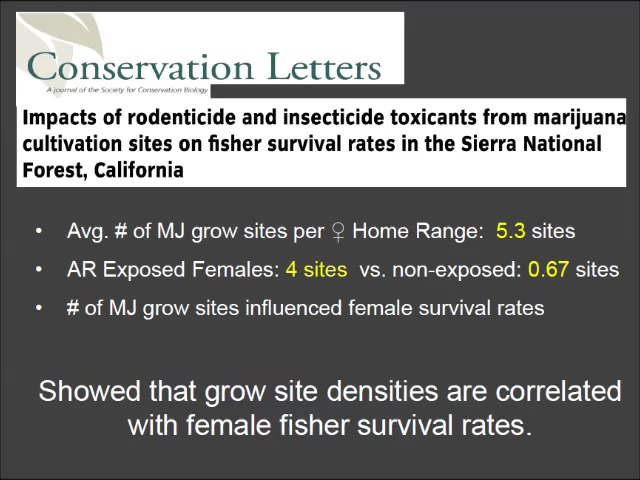 Conservation Letters
A journal of the Society for Conservation Biology
Impacts of rodenticide and insecticide toxicants from marijuana
cultivation sites on fisher survival rates in the Sierra National
Forest, California
• Avg. # of MJ grow sites per ♀ Home Range: 5.3 sites
• AR Exposed Females: 4 sites vs. non-exposed: 0.67 sites
• # of MJ grow sites influenced female survival rates
Showed that grow site densities are correlated
with female fisher survival rates.